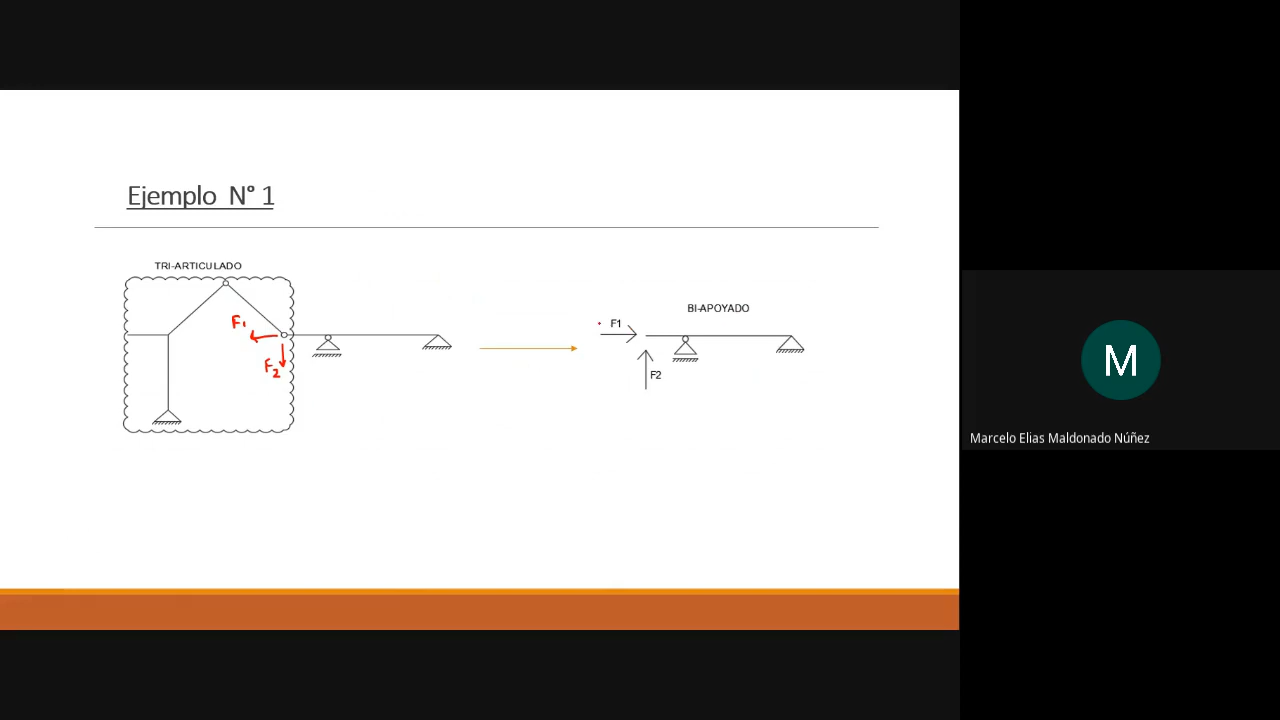 Ejemplo N° 1
TRI-ARTICULADO
F1
F2
F1
BI-APOYADO
F2
M
Marcelo Elias Maldonado Núñez